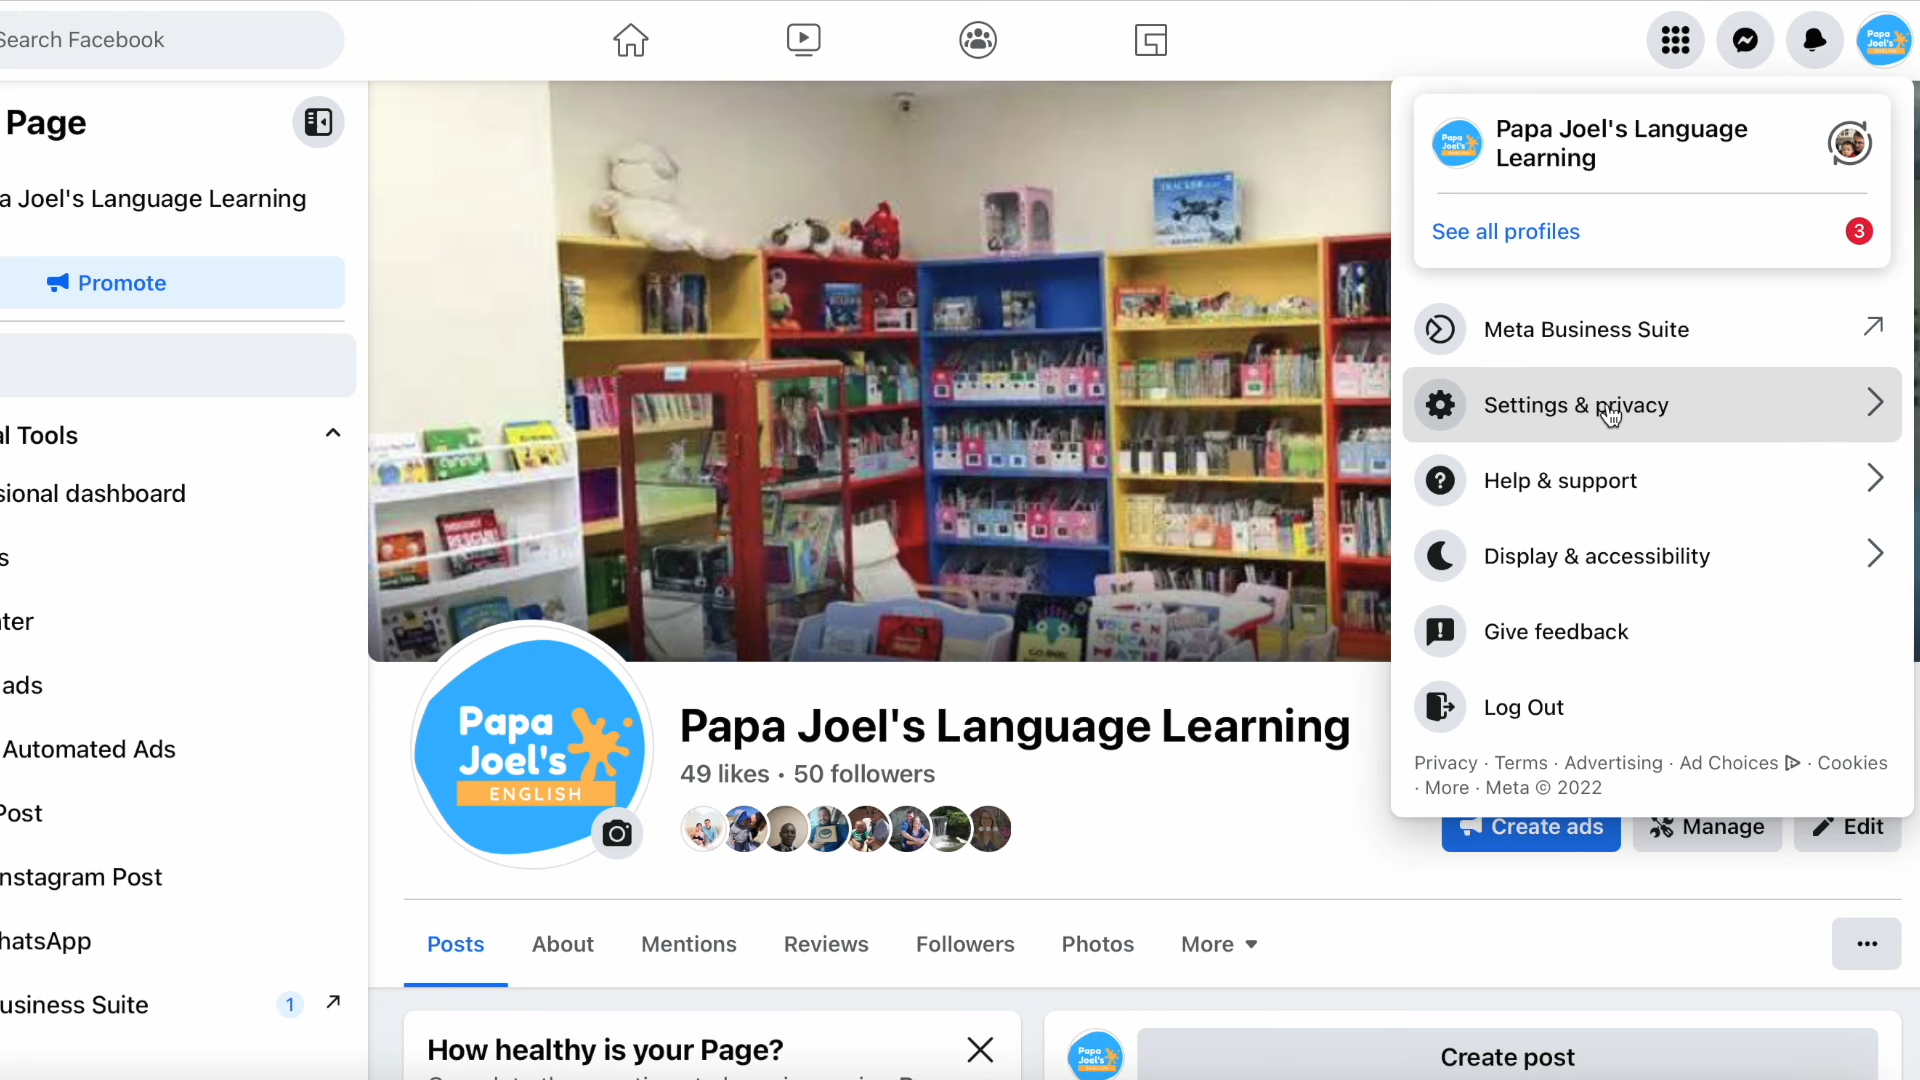 Search Facebook
Page
a Joel's Language Learning
Promote
l Tools
sional dashboard
s
ter
ads
Automated Ads
Post
nstagram Post
hatsApp
usiness Suite
1
Papa Joel's Language
Learning
See all profiles
3
Meta Business Suite
Settings & privacy
Help & support
Display & accessibility
Give feedback
Log Out
Privacy · Terms · Advertising · Ad Choices · Cookies
· More · Meta © 2022
Create ads
Manage
Edit
Papa
Joel's
ENGLISH
Papa Joel's Language Learning
49 likes • 50 followers
Posts
About
Mentions
Reviews
Followers
Photos
More
How healthy is your Page?
Papa
Joel's
Create post